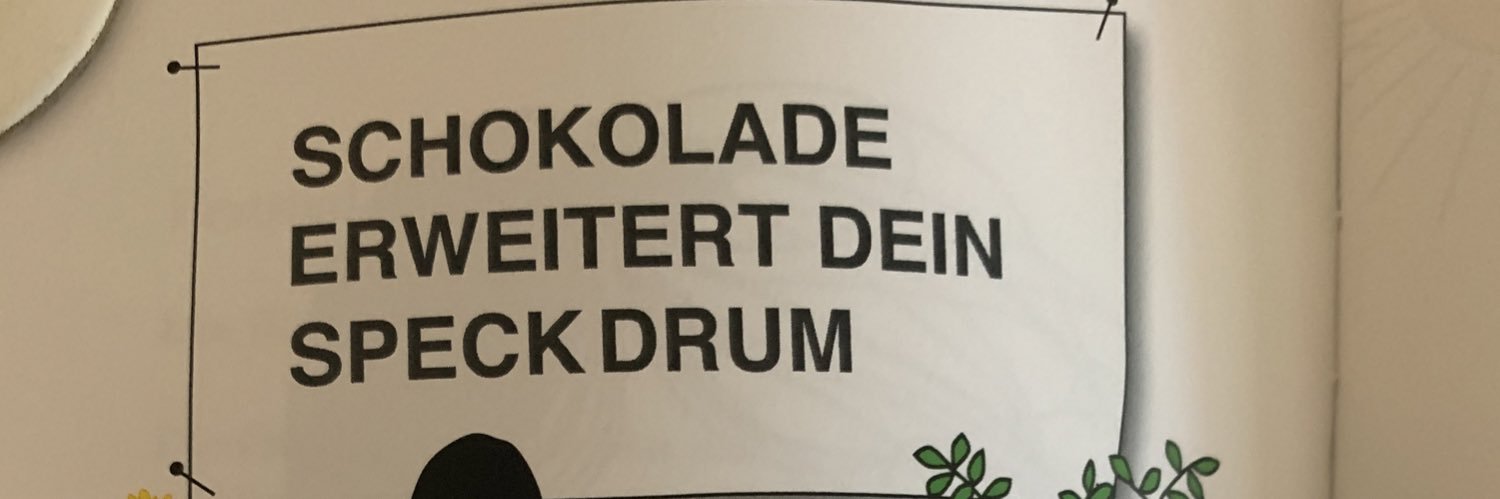 SCHOKOLADE
ERWEITERT DEIN
SPECKDRUM